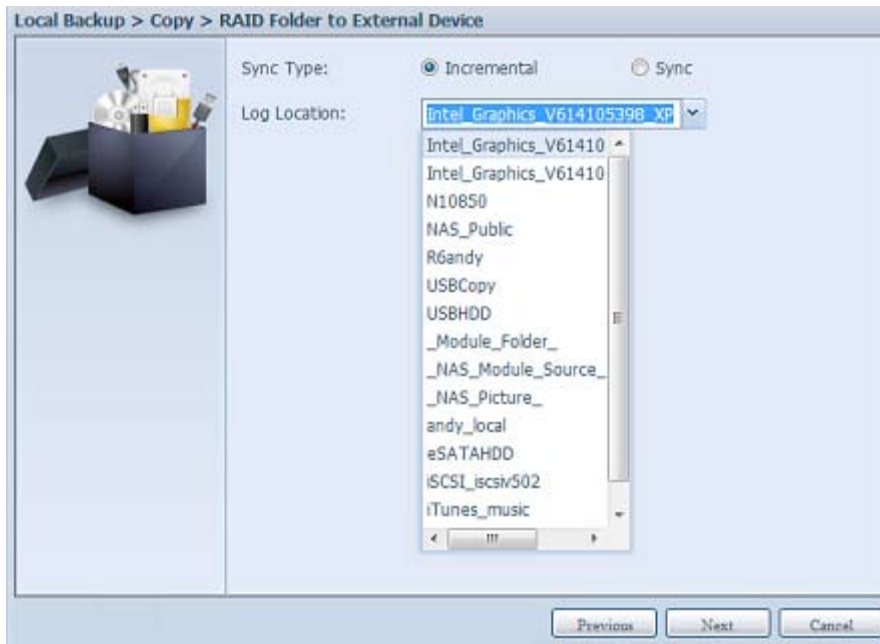 Local Backup > Copy > RAID Folder to External Device
Sync Type: Incremental Sync
Log Location: Intel_Graphics_V614105398_XP
Intel_Graphics_V61410
Intel_Graphics_V61410
N10850
NAS_Public
R6andy
USBCopy
USBHDD
_Module_Folder_
_NAS_Module_Source_
_NAS_Picture_
andy_local
eSATAHDD
iSCSI_iscsiv502
iTunes_music
Previous Next Cancel